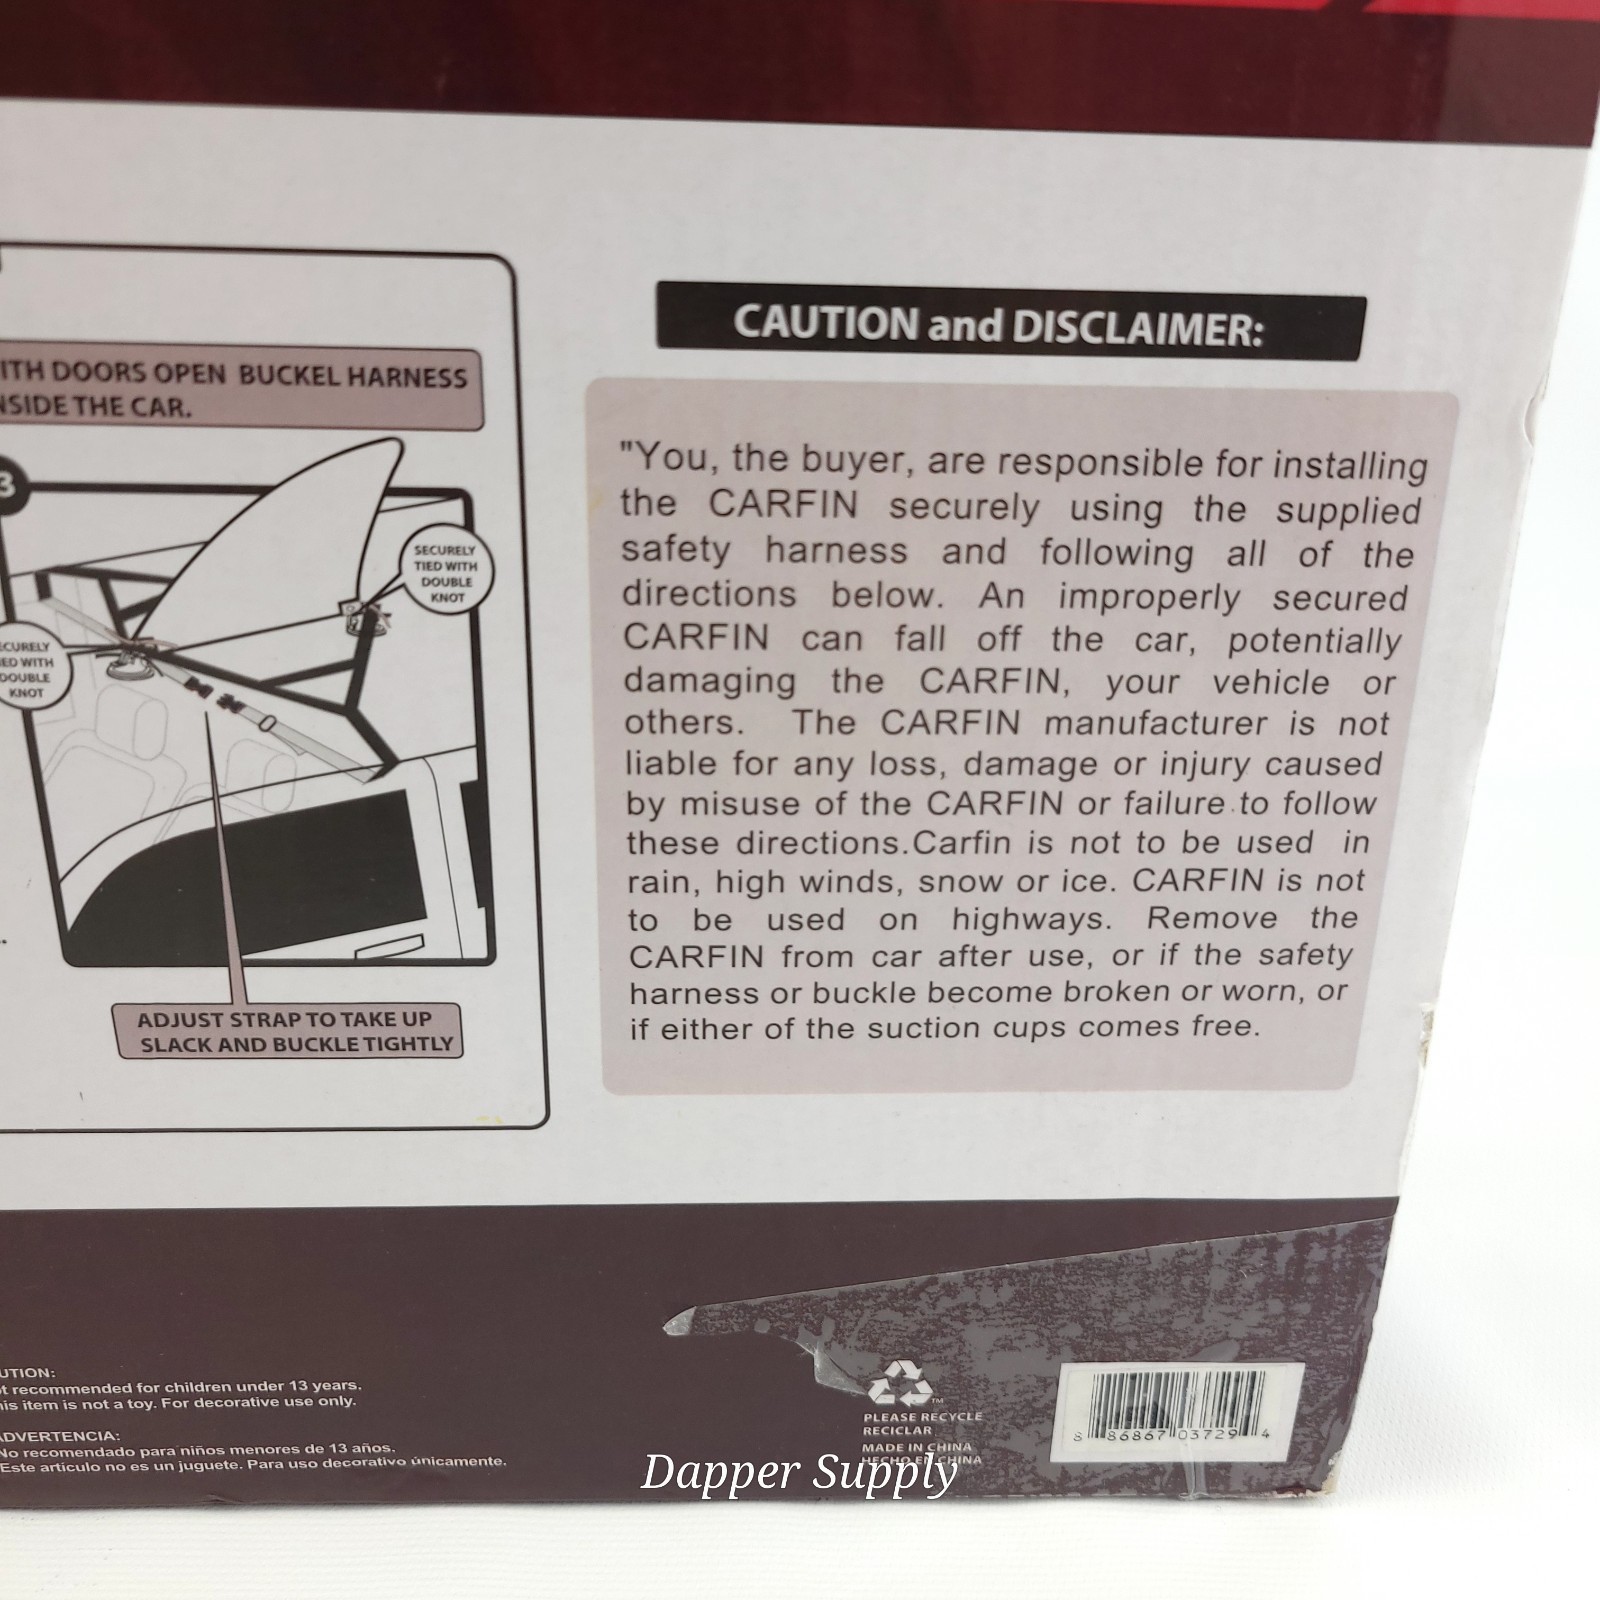 CAUTION and DISCLAIMER:
"You, the buyer, are responsible for installing
the CARFIN securely using the supplied
safety harness and following all of the
directions below. An improperly secured
CARFIN can fall off the car, potentially
damaging the CARFIN, your vehicle or
others. The CARFIN manufacturer is not
liable for any loss, damage or injury caused
by misuse of the CARFIN or failure to follow
these directions.Carfin is not to be used in
rain, high winds, snow or ice. CARFIN is not
to be used on highways. Remove the
CARFIN from car after use, or if the safety
harness or buckle become broken or worn, or
if either of the suction cups comes free.
ITH DOORS OPEN BUCKEL HARNESS
NSIDE THE CAR.
3
SECURELY
TIED WITH
DOUBLE
KNOT
ECURELY
ED WITH
DOUBLE
KNOT
ADJUST STRAP TO TAKE UP
SLACK AND BUCKLE TIGHTLY
UTION:
t recommended for children under 13 years.
his item is not a toy. For decorative use only.
ADVERTENCIA:
No recomendado para niños menores de 13 años.
Este articulo no es un juguete. Para uso decorativo únicamente.
PLEASE RECYCLE
RECICLAR
MADE IN CHINA
HECHO EN CHINA
8 86867 03729 4
Dapper Supply